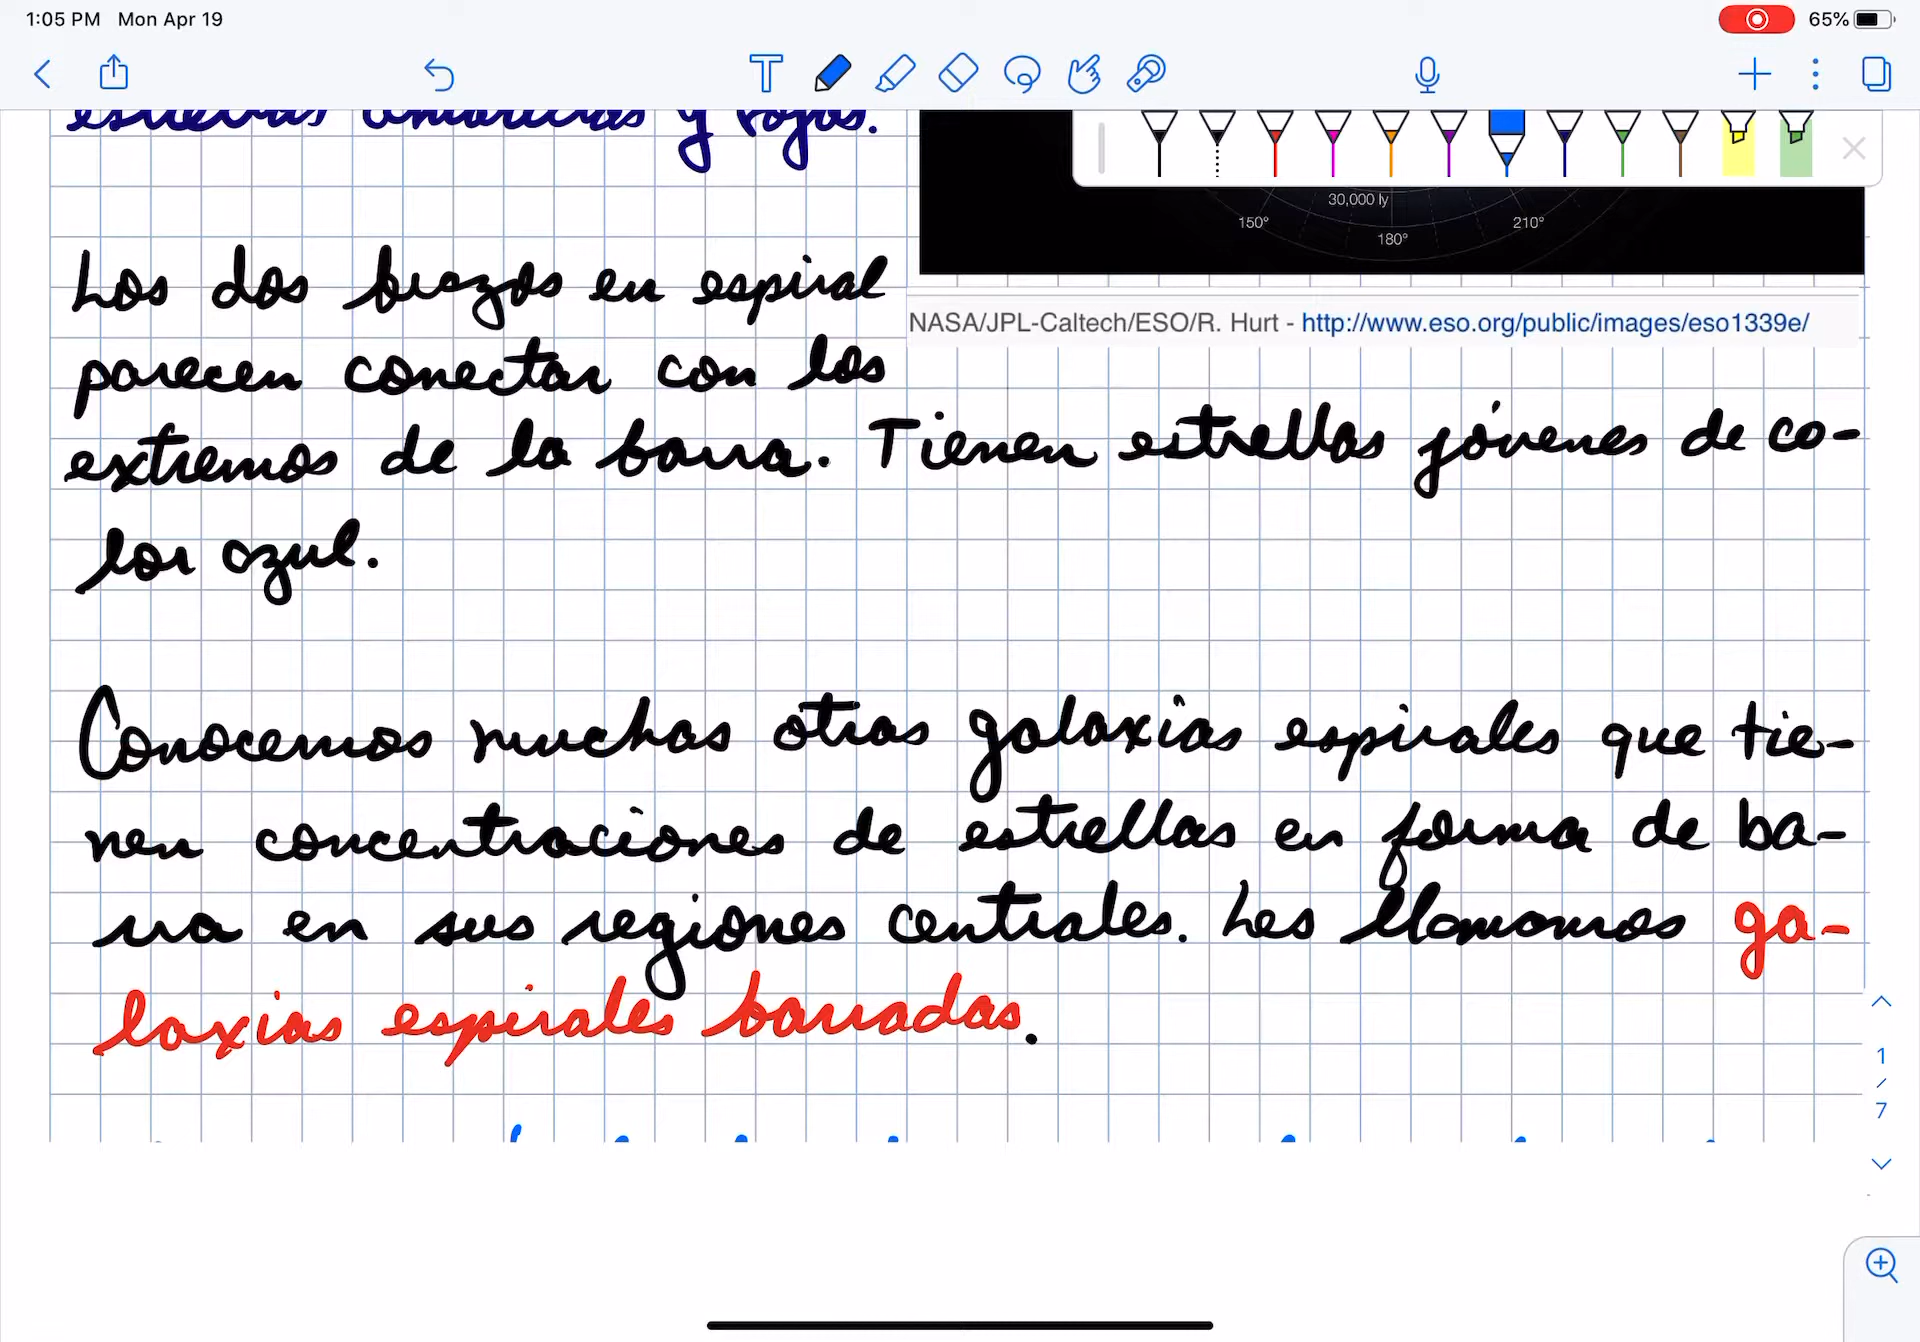 1:05 PM Mon Apr 19
65%
estrellas amarillas y rojas.
30,000 ly
150°
210°
180°
NASA/JPL-Caltech/ESO/R. Hurt - http://www.eso.org/public/images/eso1339e/
Los dos brazos en espiral
parecen conectar con los
extremos de la barra. Tienen estrellas jóvenes de co-
lor azul.
Conocemos muchas otras galaxias espirales que tie-
nen concentraciones de estrellas en forma de ba-
rra en sus regiones centrales. Les llamamos ga-
laxias espirales barradas.
1
/
7